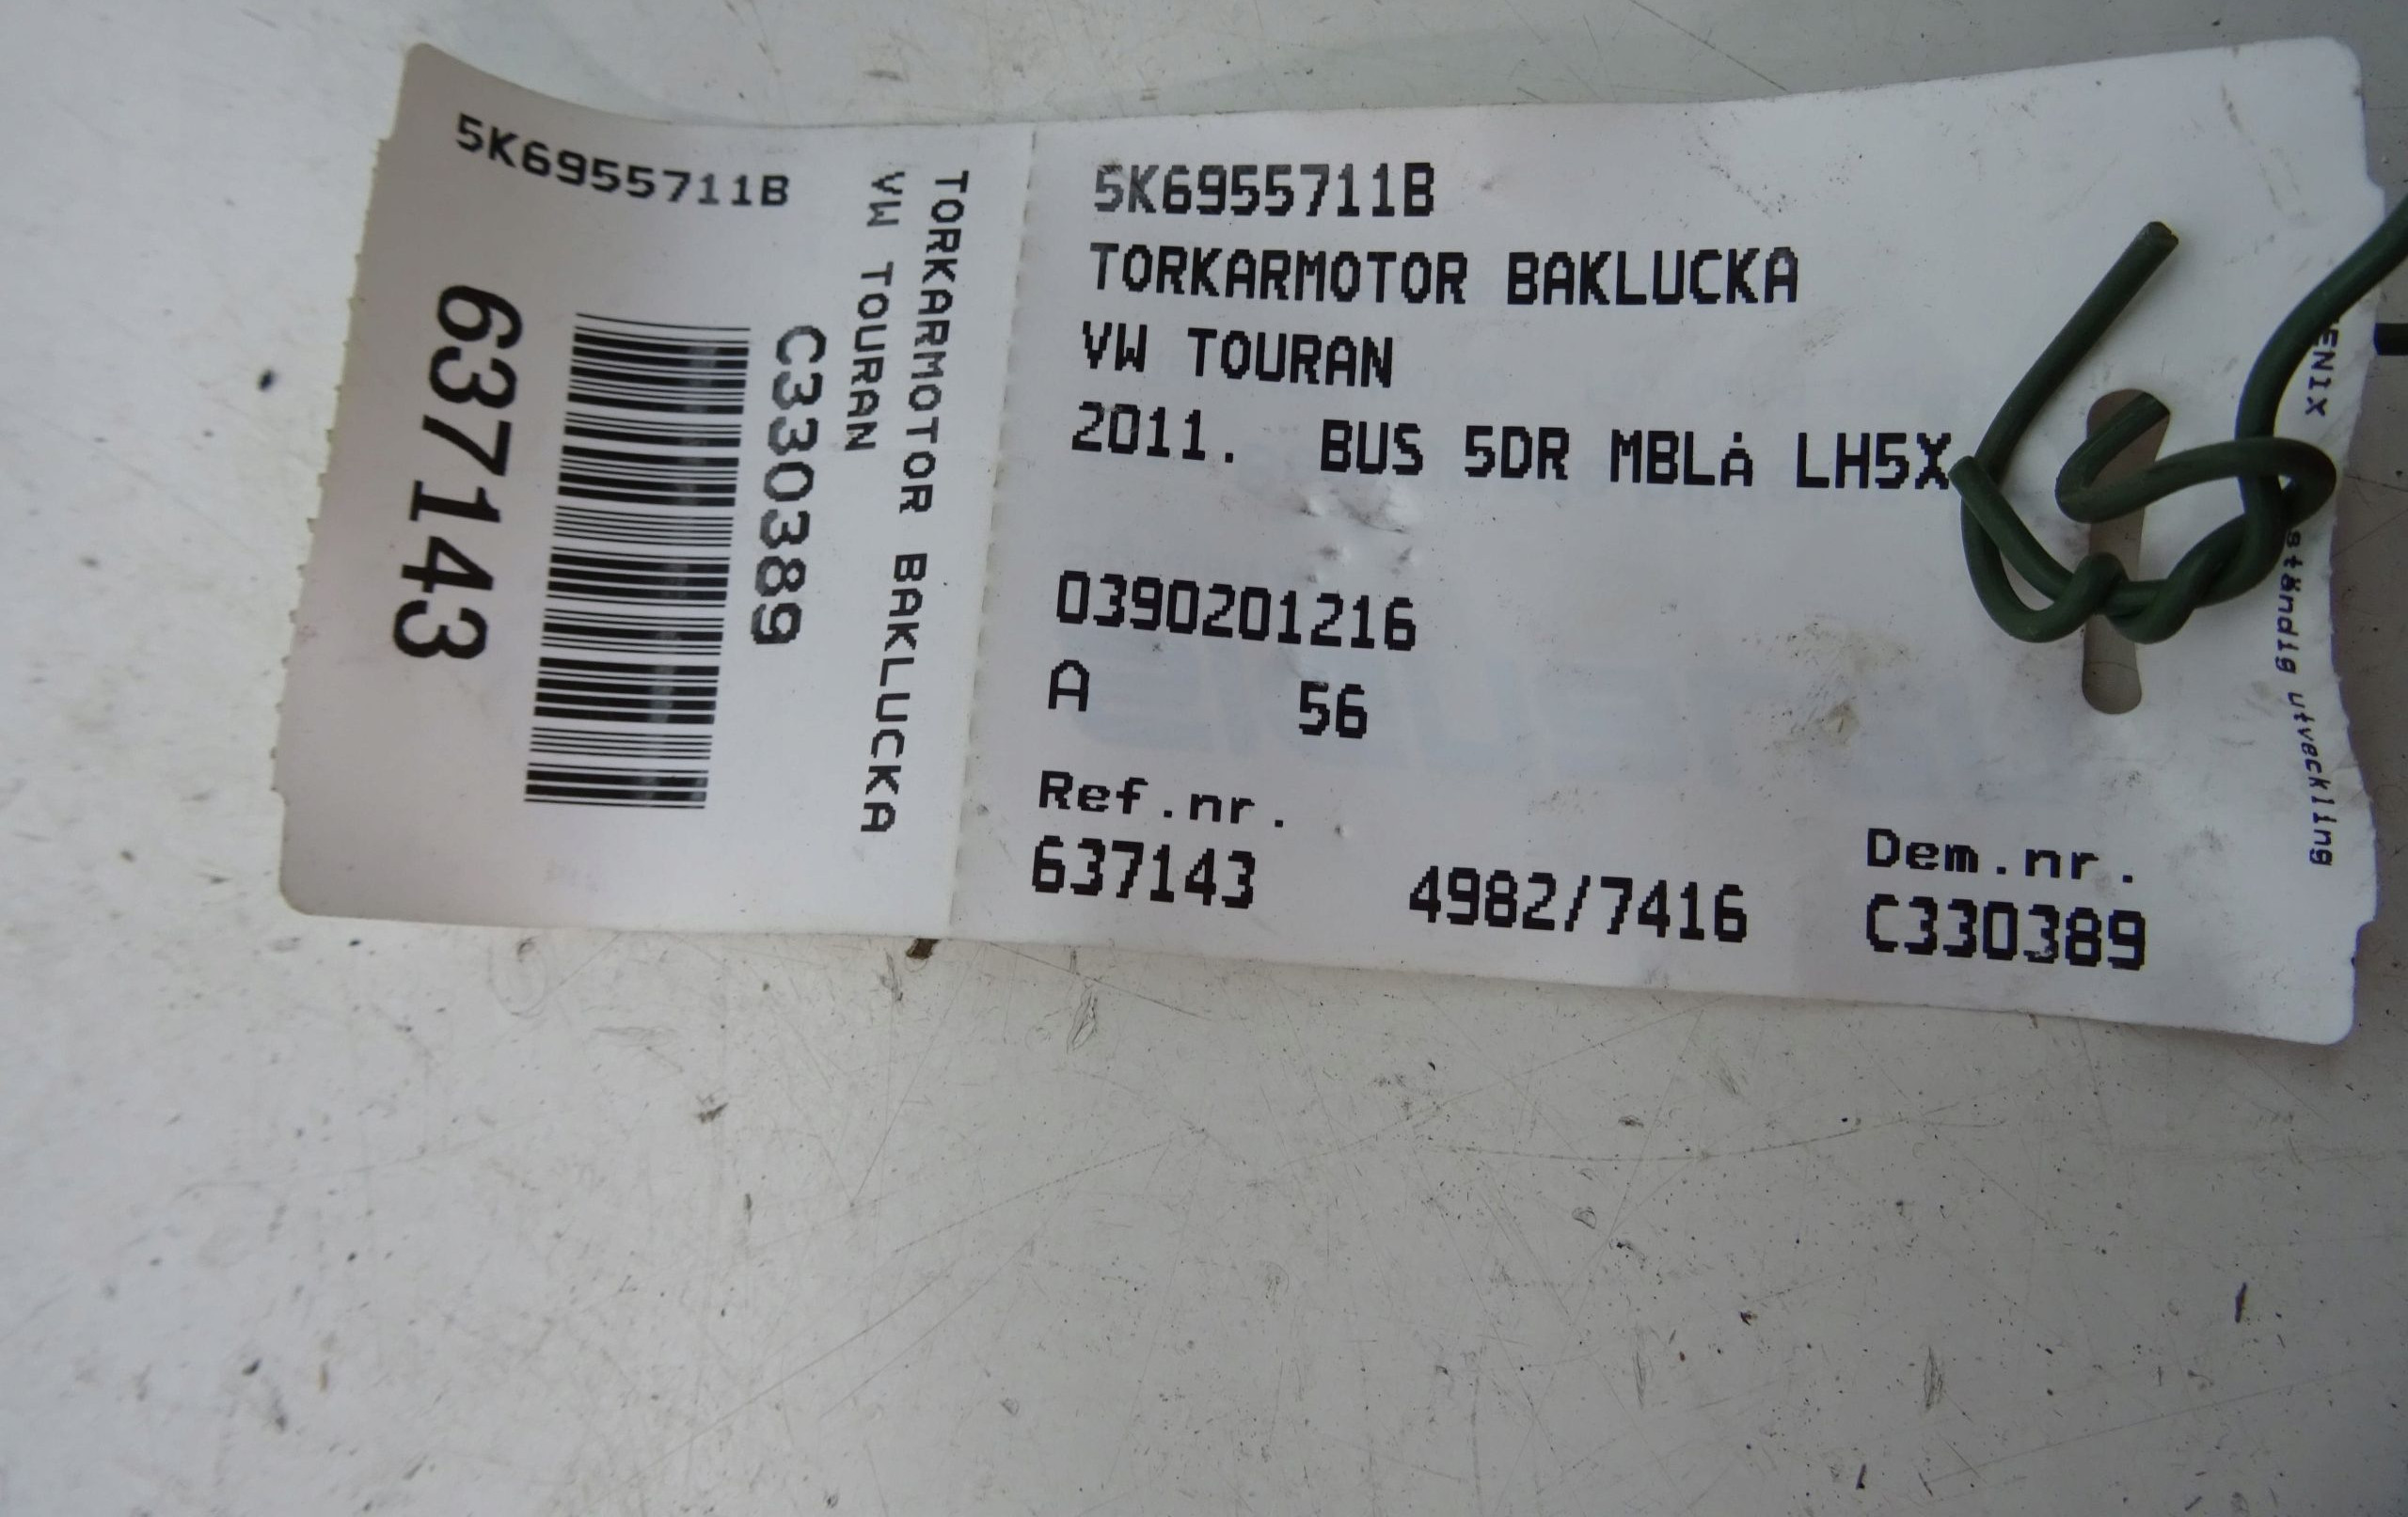 5K6955711B
TORKARMOTOR BAKLUCKA
VW TOURAN
C330389
637143
5K6955711B
TORKARMOTOR BAKLUCKA
VW TOURAN
2011. BUS 5DR MBLÅ LH5X
0390201216
A 56
Ref.nr.
637143 4982/7416
Dem.nr.
C330389
utveckling